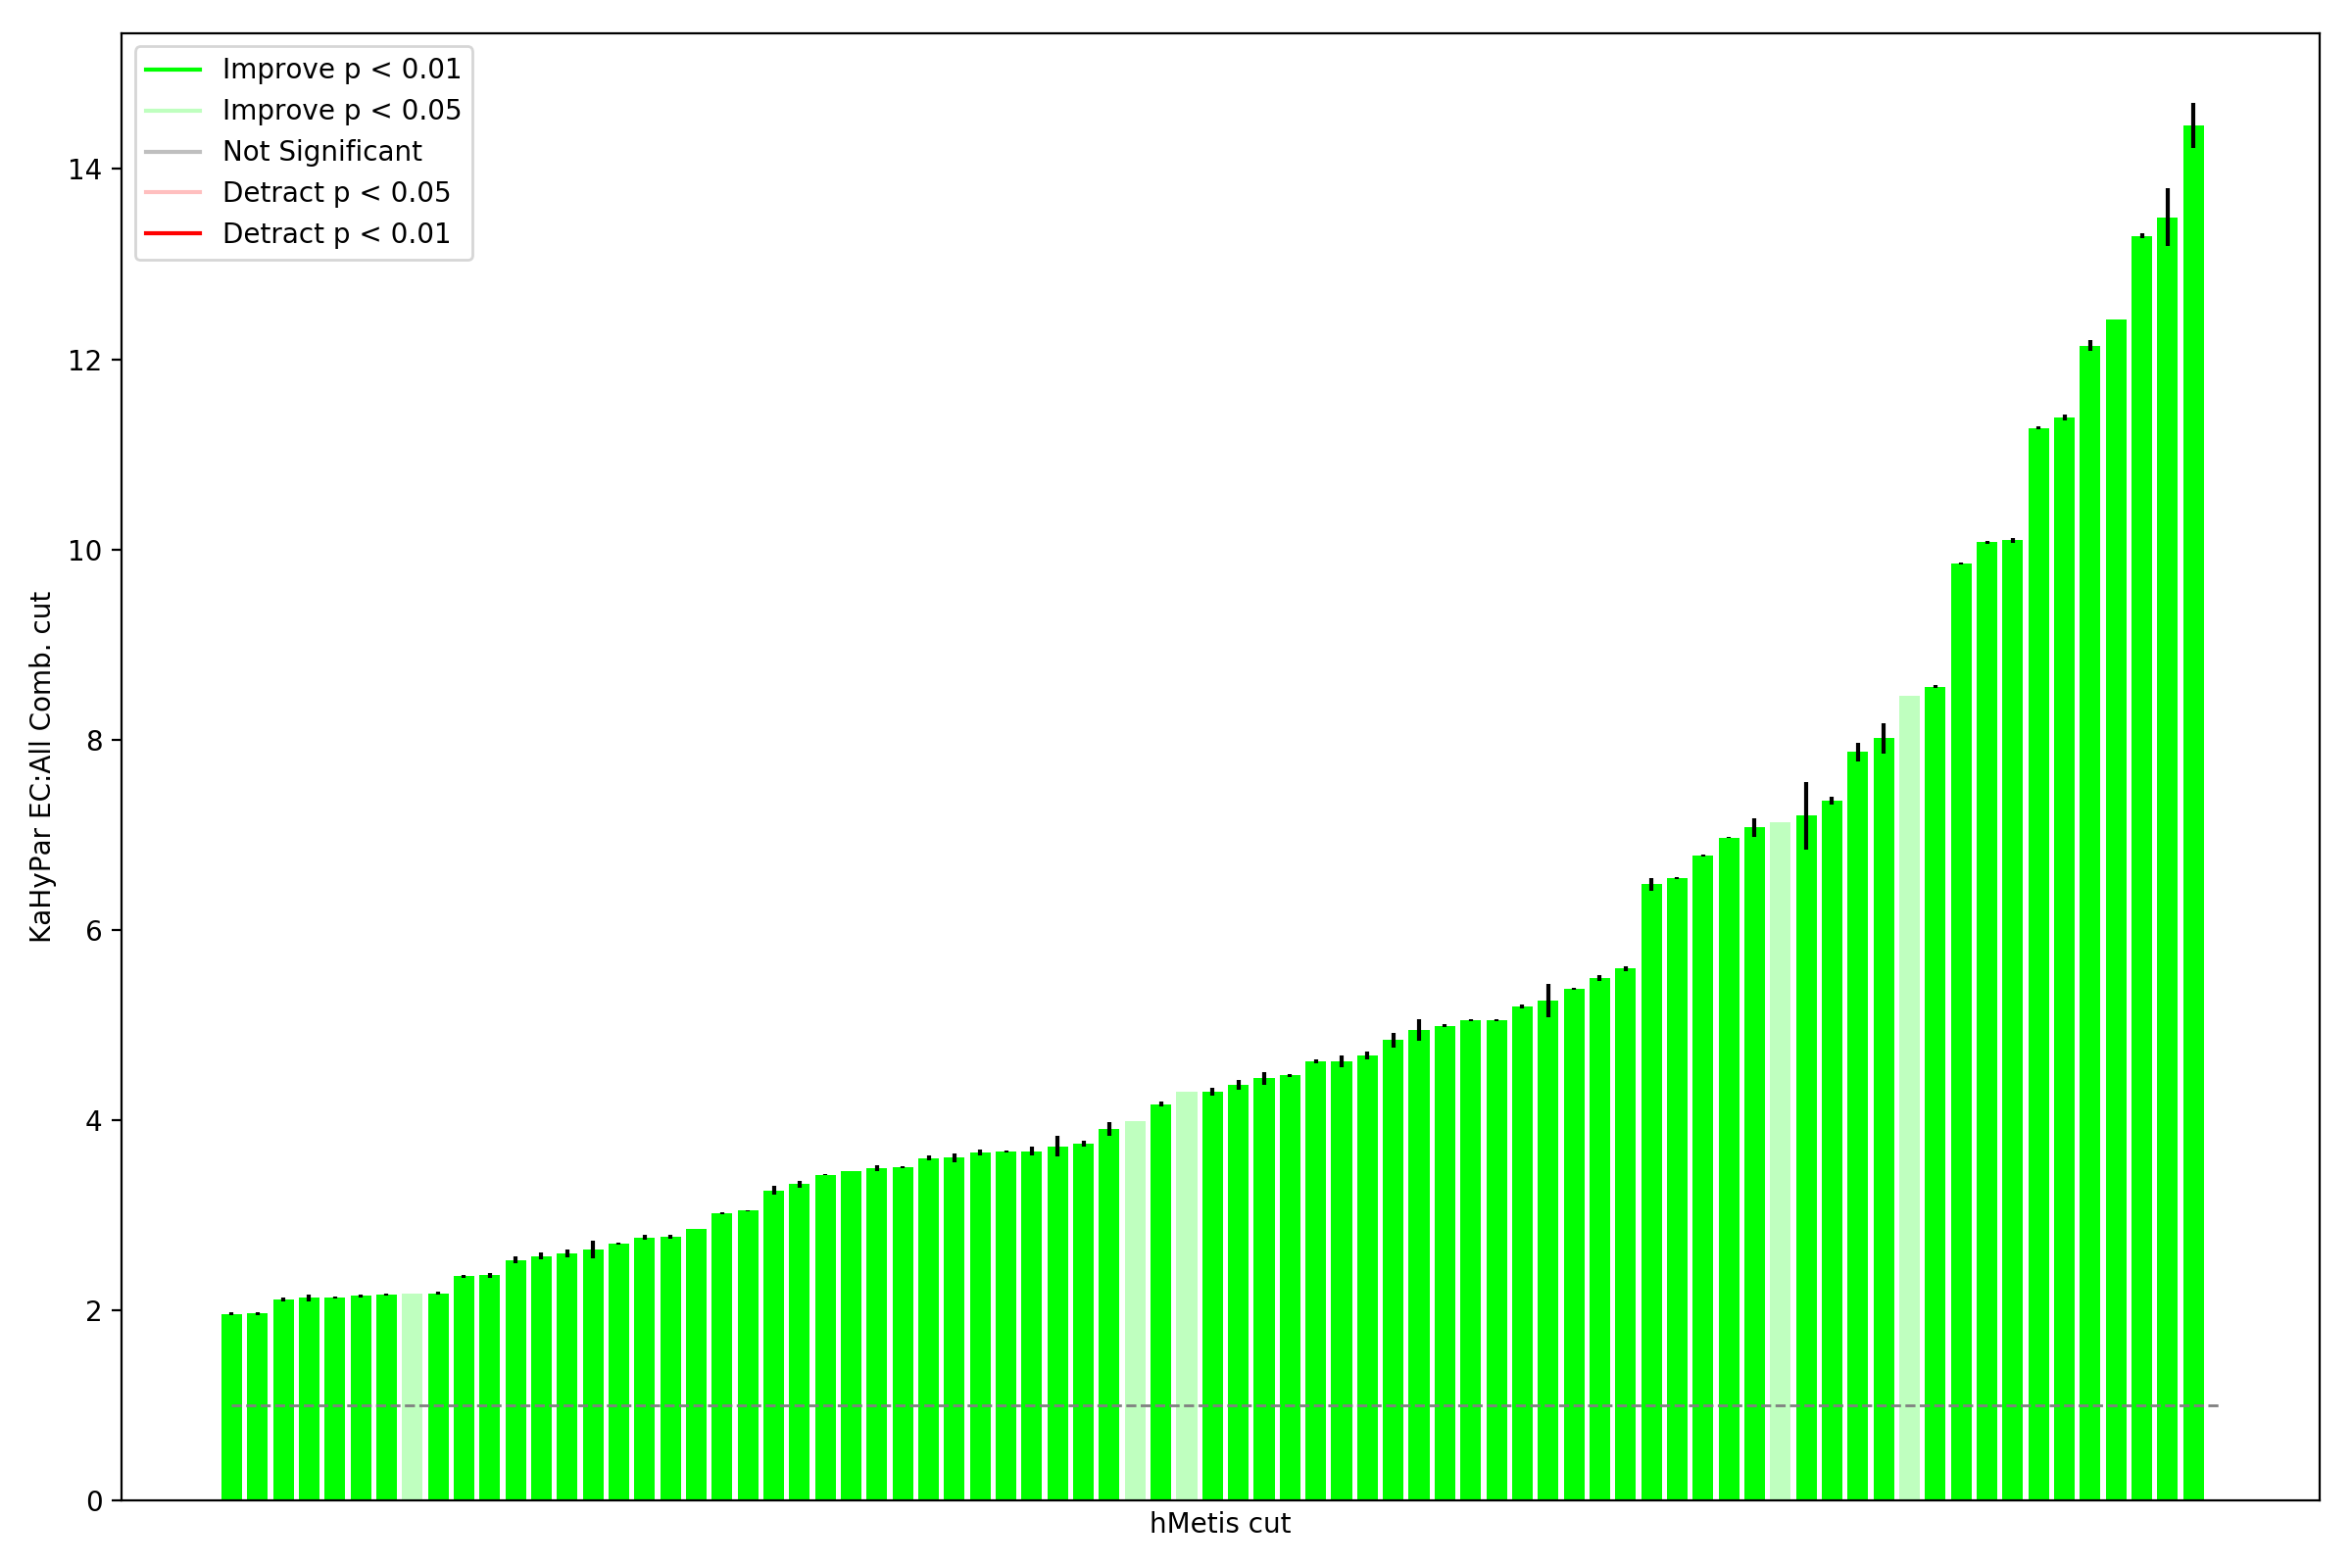 Improve p < 0.01
Improve p < 0.05
Not Significant
Detract p < 0.05
Detract p < 0.01
14
12
10
8
6
4
2
0
KaHyPar EC:All Comb. cut
hMetis cut